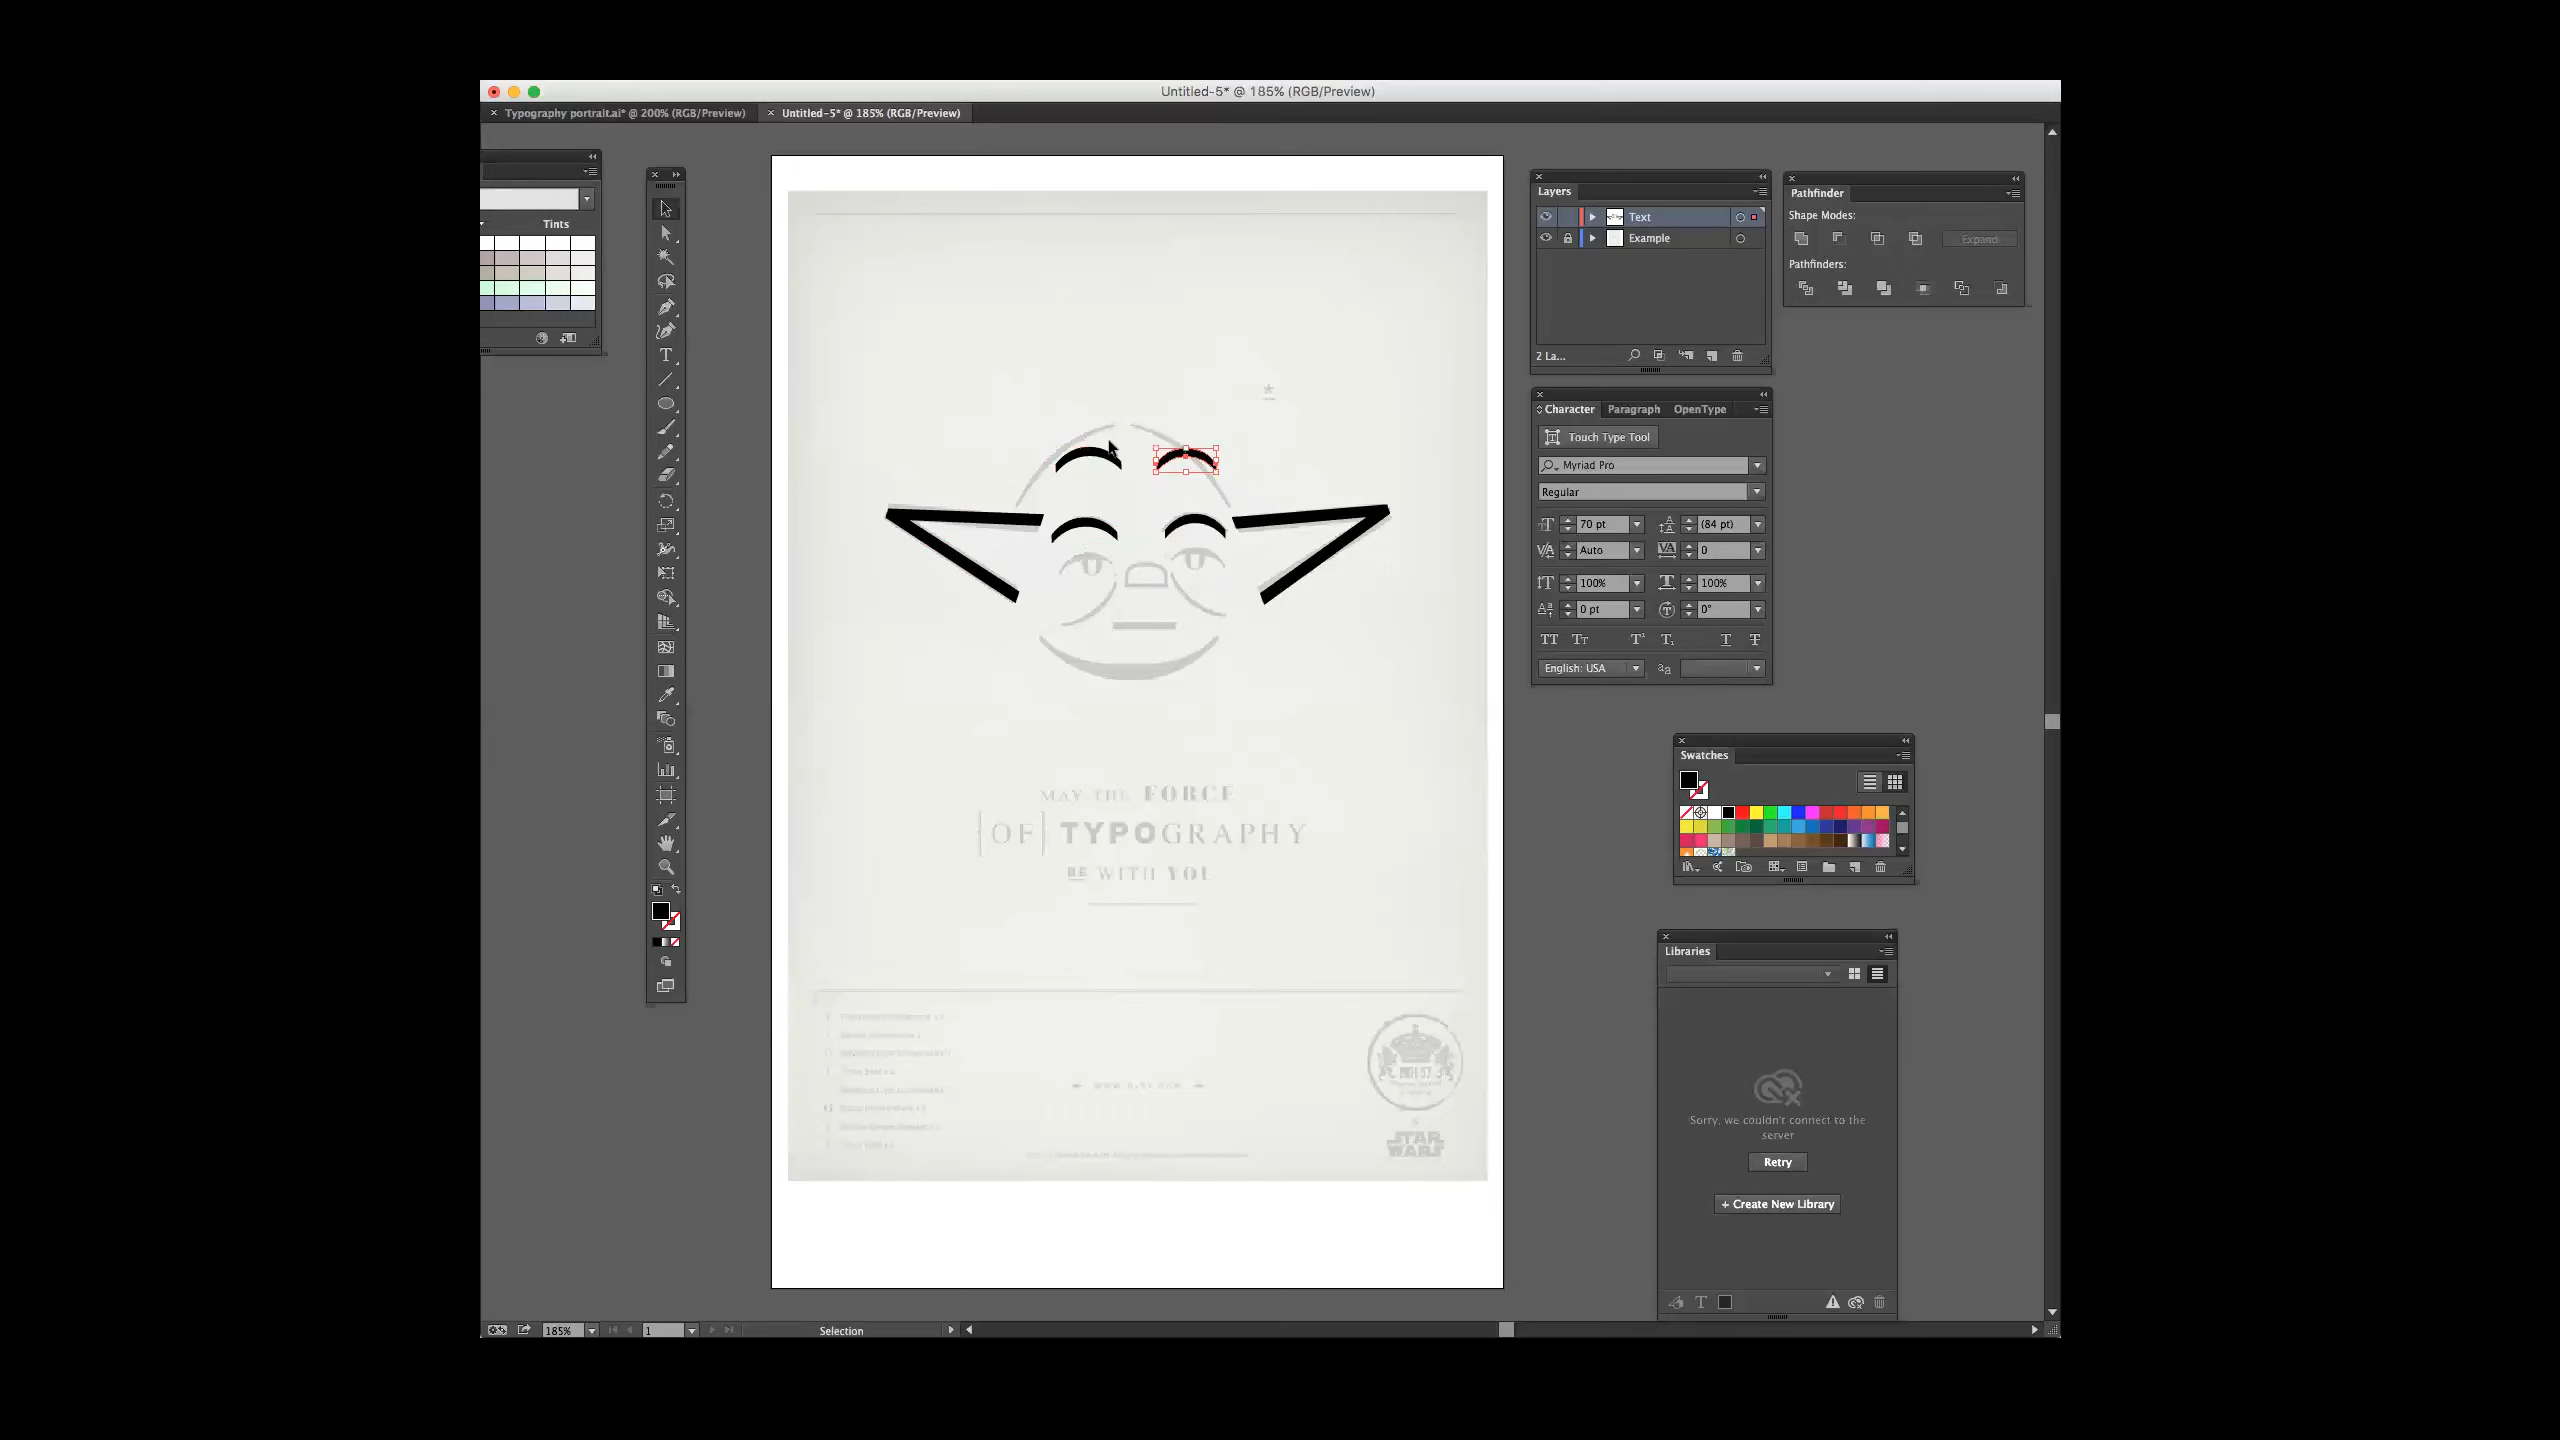 Untitled-5* @ 185% (RGB/Preview)
Typography portrait.ai* @ 200% (RGB/Preview)
Untitled-5* @ 185% (RGB/Preview)
Tints
Layers
Text
Example
2 La...
Pathfinder
Shape Modes:
Expand
Pathfinders:
Character
Paragraph
OpenType
Touch Type Tool
Myriad Pro
Regular
70 pt
(84 pt)
Auto
0
100%
100%
0 pt
0°
English: USA
MAY THE FORCE
[OF] TYPOGRAPHY
BE WITH YOU
STAR
WARS
Swatches
Libraries
Sorry, we couldn't connect to the
server
Retry
+ Create New Library
185%
1
Selection